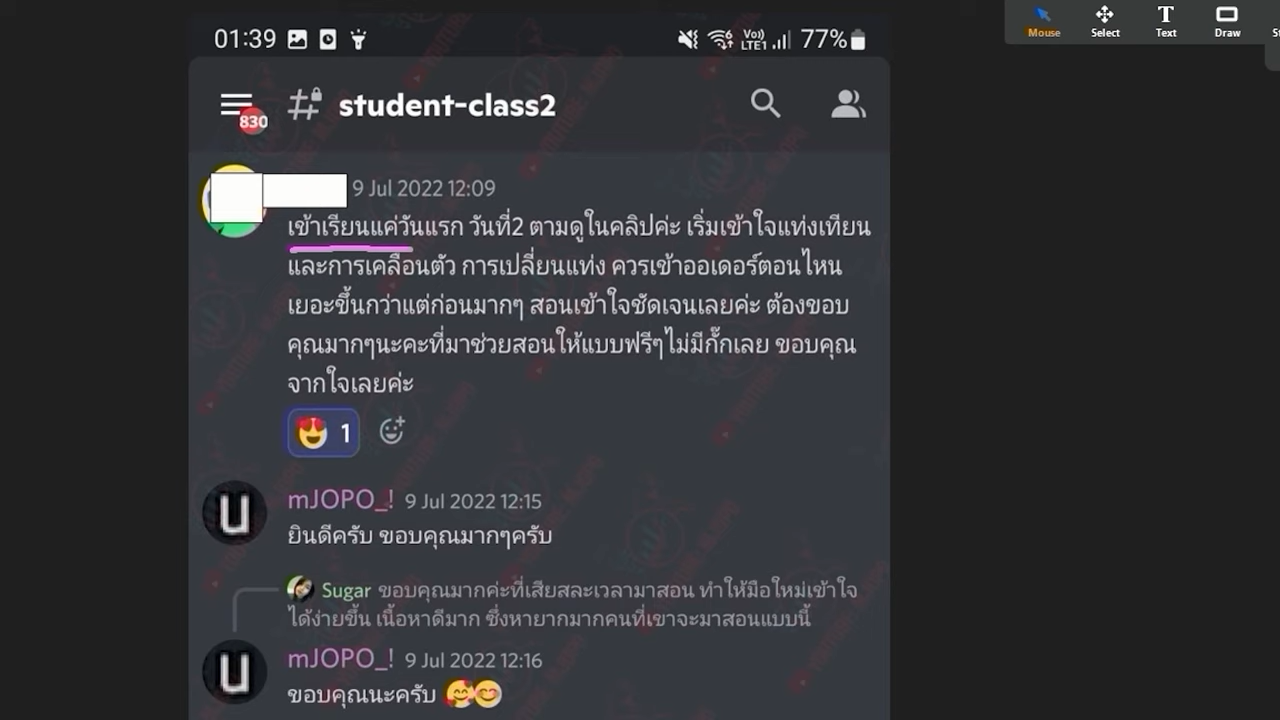 Mouse Select Text Draw
01:39 77%
830 student-class2
9 Jul 2022 12:09
เข้าเรียนแค่วันแรก วันที่2 ตามดูในคลิปค่ะ เริ่มเข้าใจแท่งเทียน
และการเคลื่อนตัว การเปลี่ยนแท่ง ควรเข้าออเดอร์ตอนไหน
เยอะขึ้นกว่าแต่ก่อนมากๆ สอนเข้าใจชัดเจนเลยค่ะ ต้องขอบ
คุณมากๆนะคะที่มาช่วยสอนให้แบบฟรีๆไม่มีกั๊กเลย ขอบคุณ
จากใจเลยค่ะ
1
mJOPO_! 9 Jul 2022 12:15
ยินดีครับ ขอบคุณมากๆครับ
Sugar ขอบคุณมากค่ะที่เสียสละเวลามาสอน ทำให้มือใหม่เข้าใจ
ได้ง่ายขึ้น เนื้อหาดีมาก ซึ่งหายากมากคนที่เขาจะมาสอนแบบนี้
mJOPO_! 9 Jul 2022 12:16
ขอบคุณนะครับ 🥰😊